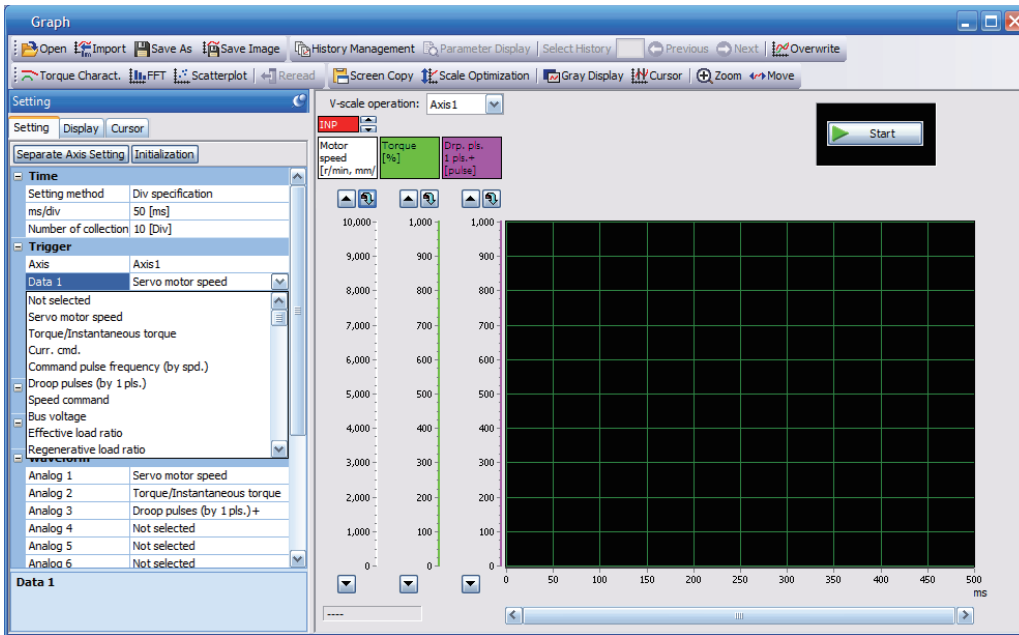 Graph
Open Import Save As Save Image History Management Parameter Display Select History Previous Next Overwrite
Torque Charact. FFT Scatterplot Reread Screen Copy Scale Optimization Gray Display Cursor Zoom Move
Setting
Setting Display Cursor
Separate Axis Setting Initialization
Time
Setting method Div specification
ms/div 50 [ms]
Number of collection 10 [Div]
Trigger
Axis Axis1
Data 1 Servo motor speed
Not selected
Servo motor speed
Torque/Instantaneous torque
Curr. cmd.
Command pulse frequency (by spd.)
Droop pulses (by 1 pls.)
Speed command
Bus voltage
Effective load ratio
Regenerative load ratio
Waveform
Analog 1 Servo motor speed
Analog 2 Torque/Instantaneous torque
Analog 3 Droop pulses (by 1 pls.)+
Analog 4 Not selected
Analog 5 Not selected
Analog 6 Not selected
Data 1
V-scale operation: Axis1
INP
Motor speed [r/min, mm/
Torque [%]
Drp. pls. 1 pls.+ [pulse]
Start
10,000 1,000 1,000
9,000 900 900
8,000 800 800
7,000 700 700
6,000 600 600
5,000 500 500
4,000 400 400
3,000 300 300
2,000 200 200
1,000 100 100
0 0 0
0 50 100 150 200 250 300 350 400 450 500
ms
----